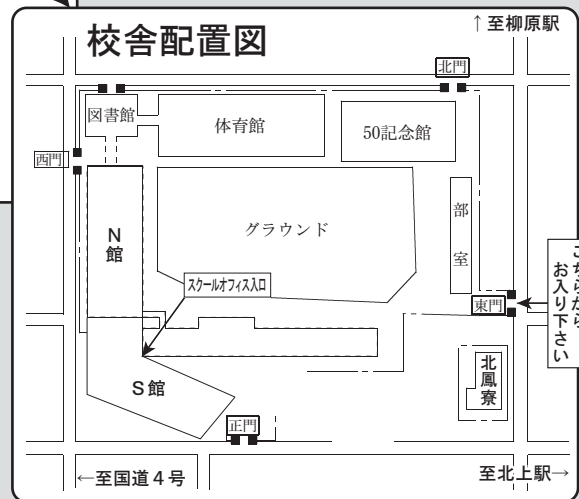 校舎配置図
↑至柳原駅
北門
図書館
体育館
50記念館
西門
N館
グラウンド
部室
スクールオフィス入口
こちらから
お入り下さい
東門
S館
北鳳寮
正門
←至国道4号
至北上駅→